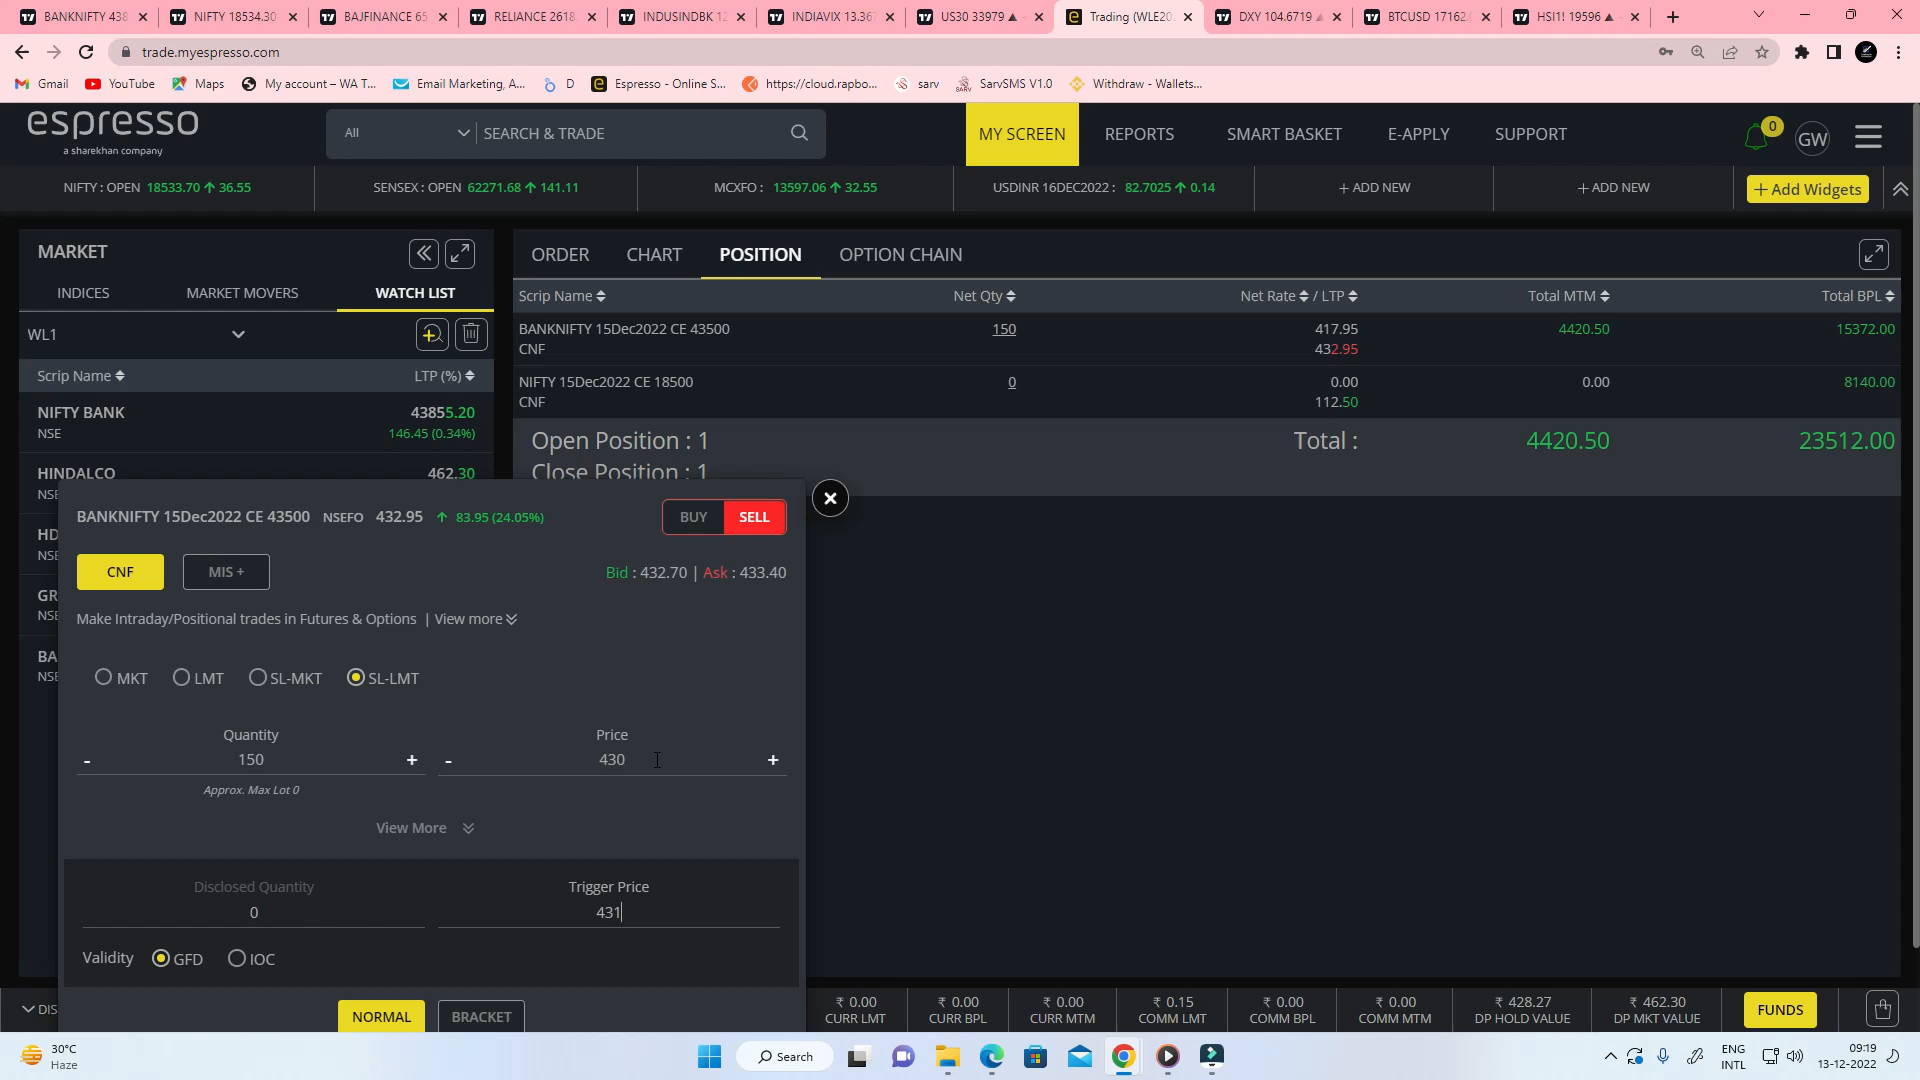 BANKNIFTY 438
NIFTY 18534.30
BAJFINANCE 65
RELIANCE 2618.
INDUSINDBK 12
INDIAVIX 13.367
US30 33979 ▲
Trading (WLE20
DXY 104.6719 ▲
BTCUSD 17162.
HSI1! 19596 ▲
trade.myespresso.com
Gmail
YouTube
Maps
My account – WA T...
Email Marketing, A...
D
Espresso - Online S...
https://cloud.rapbo...
sarv
SarvSMS V1.0
Withdraw - Wallets...
espresso
a sharekhan company
All
SEARCH & TRADE
MY SCREEN
REPORTS
SMART BASKET
E-APPLY
SUPPORT
0
GW
NIFTY : OPEN 18533.70 ↑ 36.55
SENSEX : OPEN 62271.68 ↑ 141.11
MCXFO : 13597.06 ↑ 32.55
USDINR 16DEC2022 : 82.7025 ↑ 0.14
+ ADD NEW
+ ADD NEW
+ Add Widgets
MARKET
INDICES
MARKET MOVERS
WATCH LIST
WL1
Scrip Name
LTP (%)
NIFTY BANK
43855.20
NSE
146.45 (0.34%)
HINDALCO
462.30
NS
HD
NS
GR
NS
BA
NS
ORDER
CHART
POSITION
OPTION CHAIN
Scrip Name
Net Qty
Net Rate / LTP
Total MTM
Total BPL
BANKNIFTY 15Dec2022 CE 43500
150
417.95
4420.50
15372.00
CNF
432.95
NIFTY 15Dec2022 CE 18500
0
0.00
0.00
8140.00
CNF
112.50
Open Position : 1
Total :
4420.50
23512.00
Close Position : 1
BANKNIFTY 15Dec2022 CE 43500 NSEFO 432.95 ↑ 83.95 (24.05%)
BUY
SELL
CNF
MIS +
Bid : 432.70 | Ask : 433.40
Make Intraday/Positional trades in Futures & Options | View more
MKT
LMT
SL-MKT
SL-LMT
Quantity
Price
- 150 +
- 430 +
Approx. Max Lot 0
View More
Disclosed Quantity
Trigger Price
0
431
Validity
GFD
IOC
NORMAL
BRACKET
DIS
₹ 0.00
CURR LMT
₹ 0.00
CURR BPL
₹ 0.00
CURR MTM
₹ 0.15
COMM LMT
₹ 0.00
COMM BPL
₹ 0.00
COMM MTM
₹ 428.27
DP HOLD VALUE
₹ 462.30
DP MKT VALUE
FUNDS
30°C
Haze
Search
ENG
INTL
09:19
13-12-2022